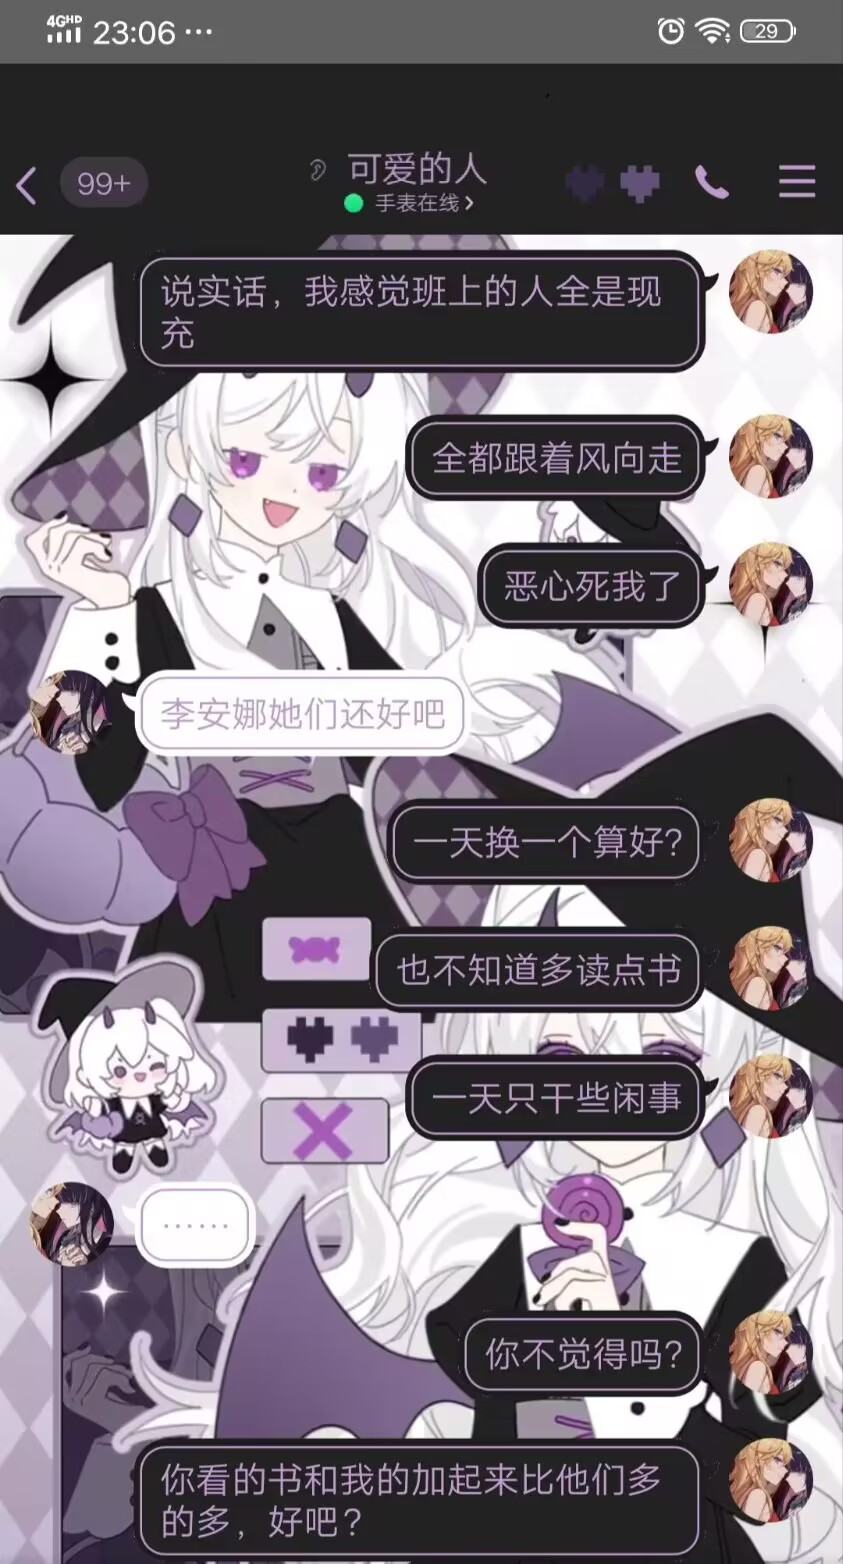 4GHD 23:06 ··· 29
99+ 可爱的人
手表在线 >
说实话，我感觉班上的人全是现
充
全都跟着风向走
恶心死我了
李安娜她们还好吧
一天换一个算好?
也不知道多读点书
一天只干些闲事
······
你不觉得吗?
你看的书和我的加起来比他们多
的多，好吧？